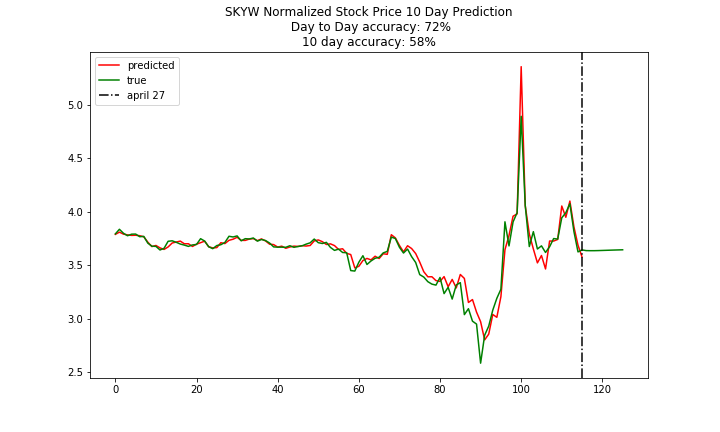 SKYW Normalized Stock Price 10 Day Prediction
Day to Day accuracy: 72%
10 day accuracy: 58%
predicted
true
april 27
5.0
4.5
4.0
3.5
3.0
2.5
0 20 40 60 80 100 120